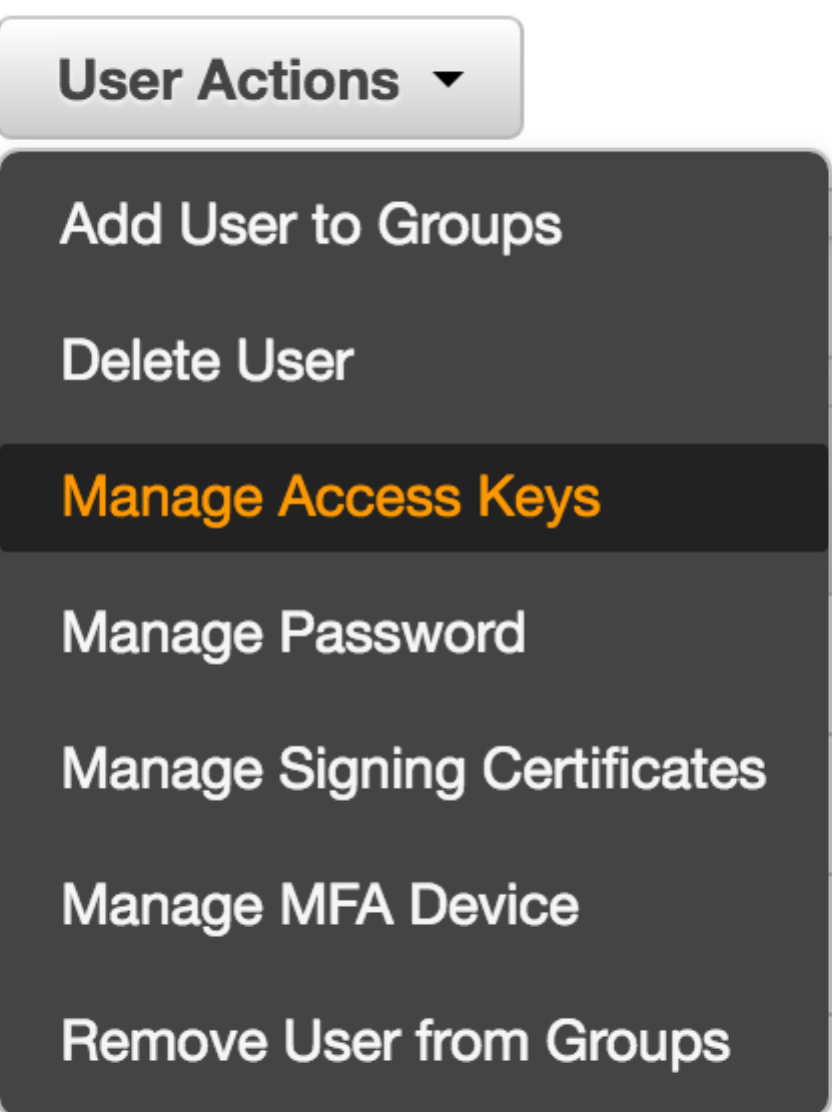 User Actions
Add User to Groups
Delete User
Manage Access Keys
Manage Password
Manage Signing Certificates
Manage MFA Device
Remove User from Groups